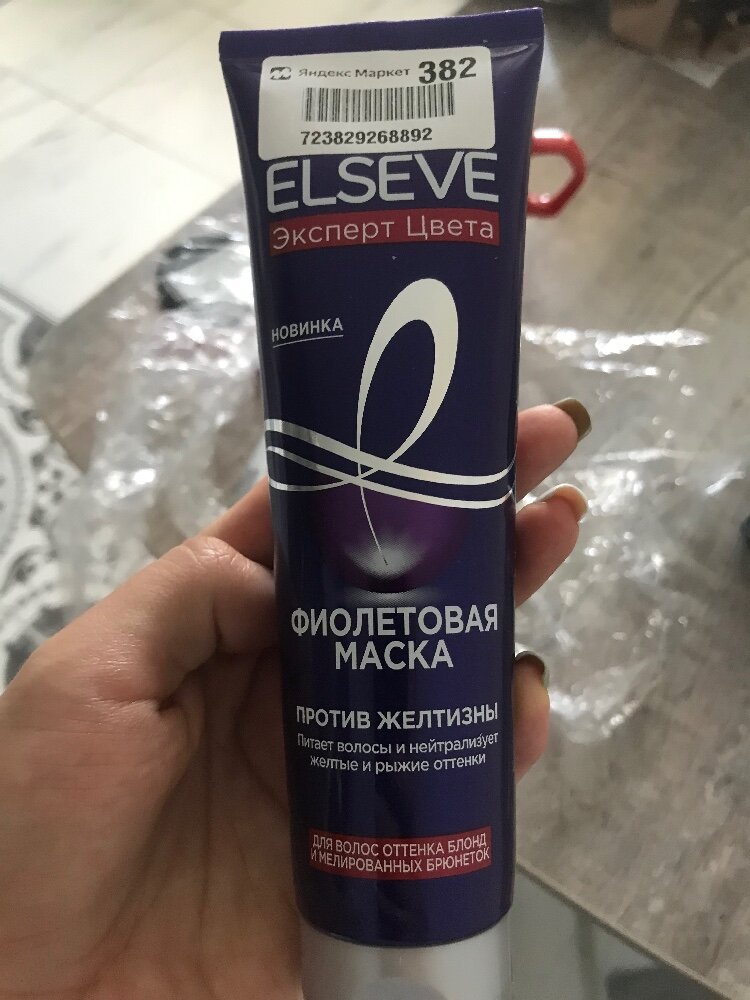 Яндекс Маркет 382
723829268892
ELSEVE
Эксперт Цвета
НОВИНКА
ФИОЛЕТОВАЯ
МАСКА
ПРОТИВ ЖЕЛТИЗНЫ
Питает волосы и нейтрализует
желтые и рыжие оттенки
ДЛЯ ВОЛОС ОТТЕНКА БЛОНД
И МЕЛИРОВАННЫХ БРЮНЕТОК